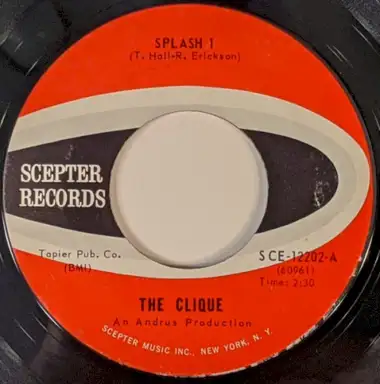 SPLASH 1
(T. Hall-R. Erickson)
SCEPTER
RECORDS
Tapier Pub. Co.
(BMI)
SCE-12202-A
(60961)
Time: 2:30
THE CLIQUE
An Andrus Production
SCEPTER MUSIC INC., NEW YORK, N. Y.